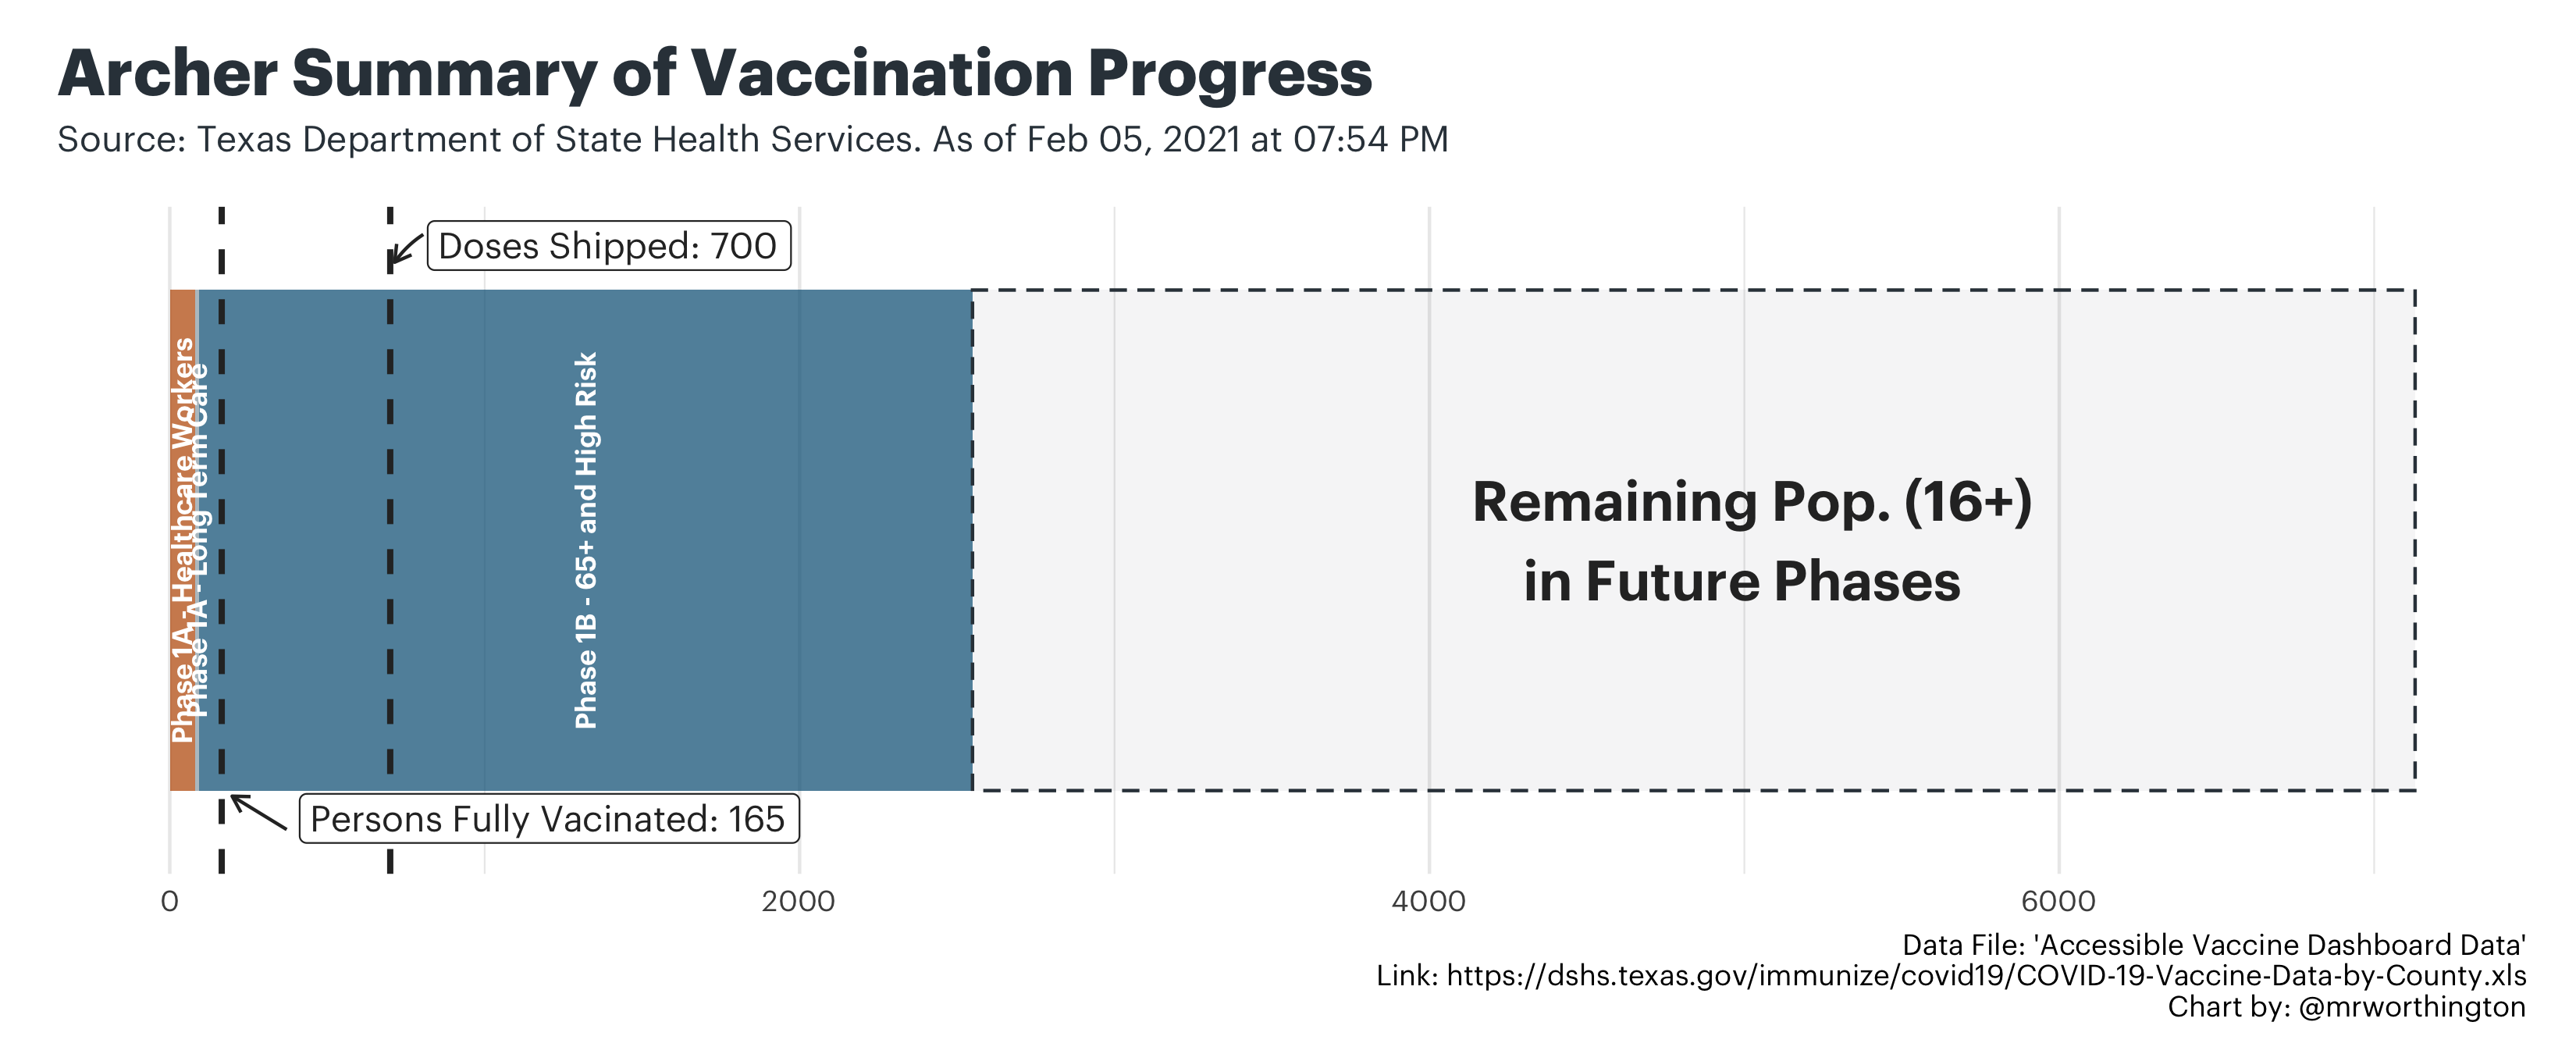 Archer Summary of Vaccination Progress
Source: Texas Department of State Health Services. As of Feb 05, 2021 at 07:54 PM
Doses Shipped: 700
Phase 1A - Healthcare Workers
Phase 1A - Long Term Care
Phase 1B - 65+ and High Risk
Remaining Pop. (16+)
in Future Phases
Persons Fully Vacinated: 165
0
2000
4000
6000
Data File: 'Accessible Vaccine Dashboard Data'
Link: https://dshs.texas.gov/immunize/covid19/COVID-19-Vaccine-Data-by-County.xls
Chart by: @mrworthington